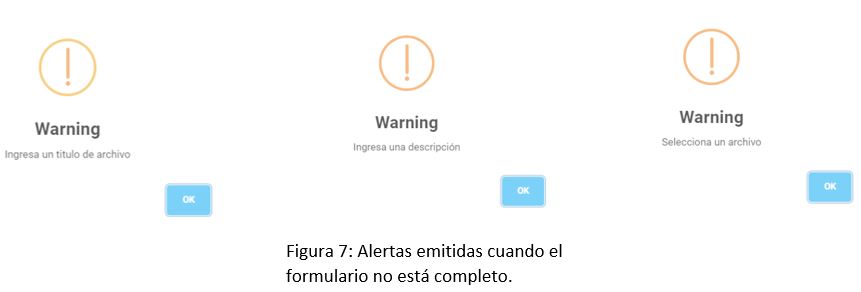 Warning
Ingresa un titulo de archivo
OK
Warning
Ingresa una descripción
OK
Warning
Selecciona un archivo
OK
Figura 7: Alertas emitidas cuando el
formulario no está completo.